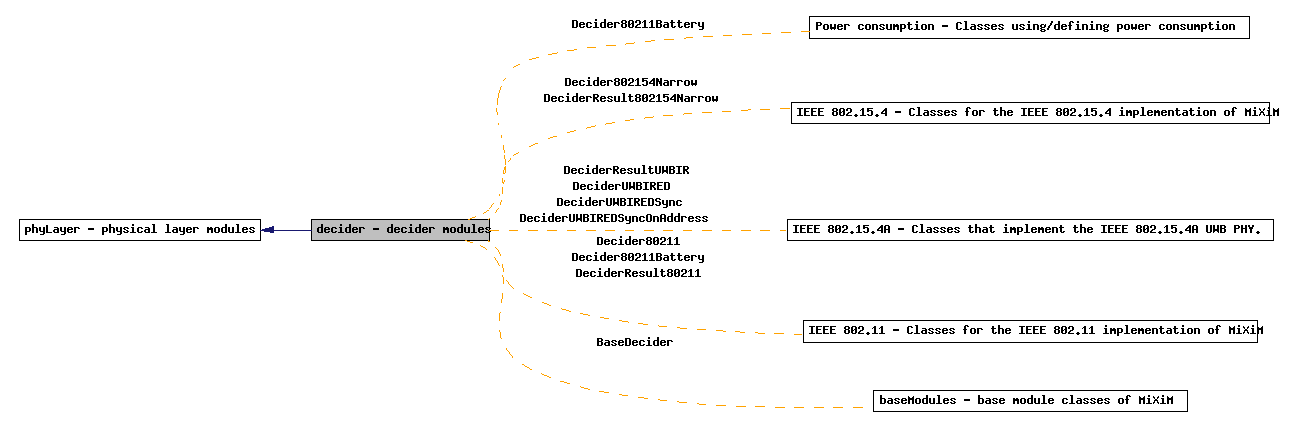 Decider80211Battery
Power consumption - Classes using/defining power consumption
Decider802154Narrow
DeciderResult802154Narrow
IEEE 802.15.4 - Classes for the IEEE 802.15.4 implementation of MiXiM
DeciderResultUWBIR
DeciderUWBIRED
DeciderUWBIREDSync
DeciderUWBIREDSyncOnAddress
phyLayer - physical layer modules
decider - decider modules
IEEE 802.15.4A - Classes that implement the IEEE 802.15.4A UWB PHY.
Decider80211
Decider80211Battery
DeciderResult80211
IEEE 802.11 - Classes for the IEEE 802.11 implementation of MiXiM
BaseDecider
baseModules - base module classes of MiXiM